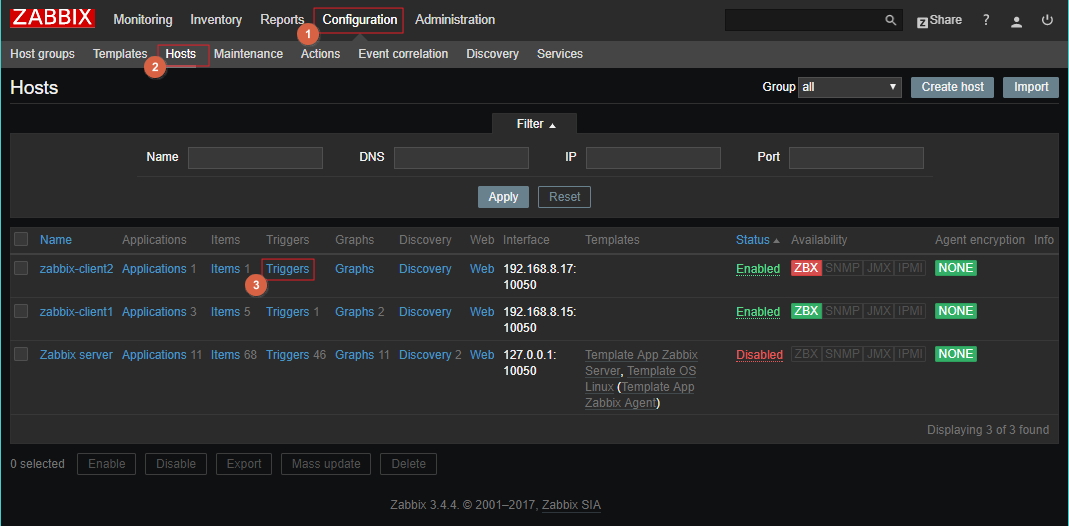 ZABBIX Monitoring Inventory Reports Configuration Administration Z Share ?
1
Host groups Templates Hosts Maintenance Actions Event correlation Discovery Services
2
Hosts Group all Create host Import
Filter
Name DNS IP Port
Apply Reset
Name Applications Items Triggers Graphs Discovery Web Interface Templates Status Availability Agent encryption Info
zabbix-client2 Applications 1 Items 1 Triggers Graphs Discovery Web 192.168.8.17: Enabled ZBX SNMP JMX IPMI NONE
3 10050
zabbix-client1 Applications 3 Items 5 Triggers 1 Graphs 2 Discovery Web 192.168.8.15: Enabled ZBX SNMP JMX IPMI NONE
10050
Zabbix server Applications 11 Items 68 Triggers 46 Graphs 11 Discovery 2 Web 127.0.0.1: Template App Zabbix Disabled ZBX SNMP JMX IPMI NONE
10050 Server, Template OS
Linux (Template App
Zabbix Agent)
Displaying 3 of 3 found
0 selected Enable Disable Export Mass update Delete
Zabbix 3.4.4. © 2001–2017, Zabbix SIA